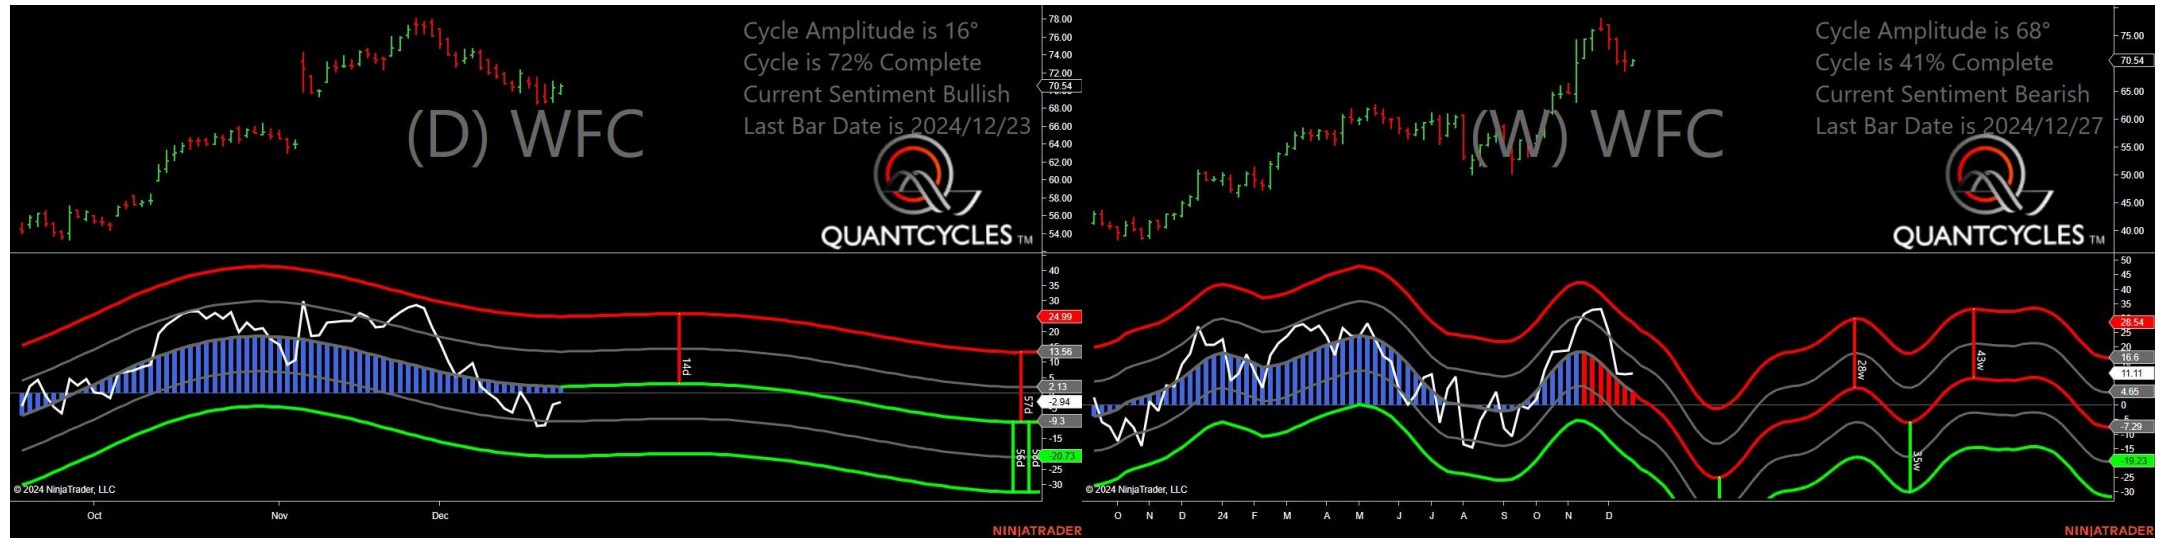 Cycle Amplitude is 16°
Cycle is 72% Complete
Current Sentiment Bullish
Last Bar Date is 2024/12/23
(D) WFC
QUANTCYCLES TM
78.00
76.00
74.00
72.00
70.54
68.00
66.00
64.00
62.00
60.00
58.00
56.00
54.00
40
35
30
24.99
20
13.56
10
5
2.13
-2.94
-9.3
-15
-20.73
-25
-30
14d
57d
56d
© 2024 NinjaTrader, LLC
Oct
Nov
Dec
NINJATRADER
Cycle Amplitude is 68°
Cycle is 41% Complete
Current Sentiment Bearish
Last Bar Date is 2024/12/27
(W) WFC
QUANTCYCLES TM
75.00
70.54
65.00
60.00
55.00
50.00
45.00
40.00
50
45
40
35
28.54
20
16.6
11.11
4.65
0
-5
-7.29
-10
-15
-19.23
-25
-30
28w
43w
35w
© 2024 NinjaTrader, LLC
O N D 24 F M A M J J A S O N D
NINJATRADER